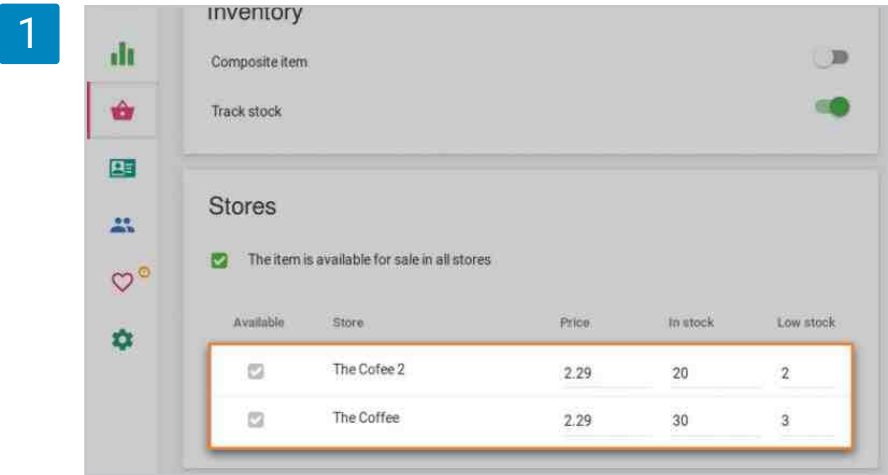 1
Inventory
Composite item
Track stock
Stores
The item is available for sale in all stores
Available Store Price In stock Low stock
The Cofee 2 2.29 20 2
The Coffee 2.29 30 3